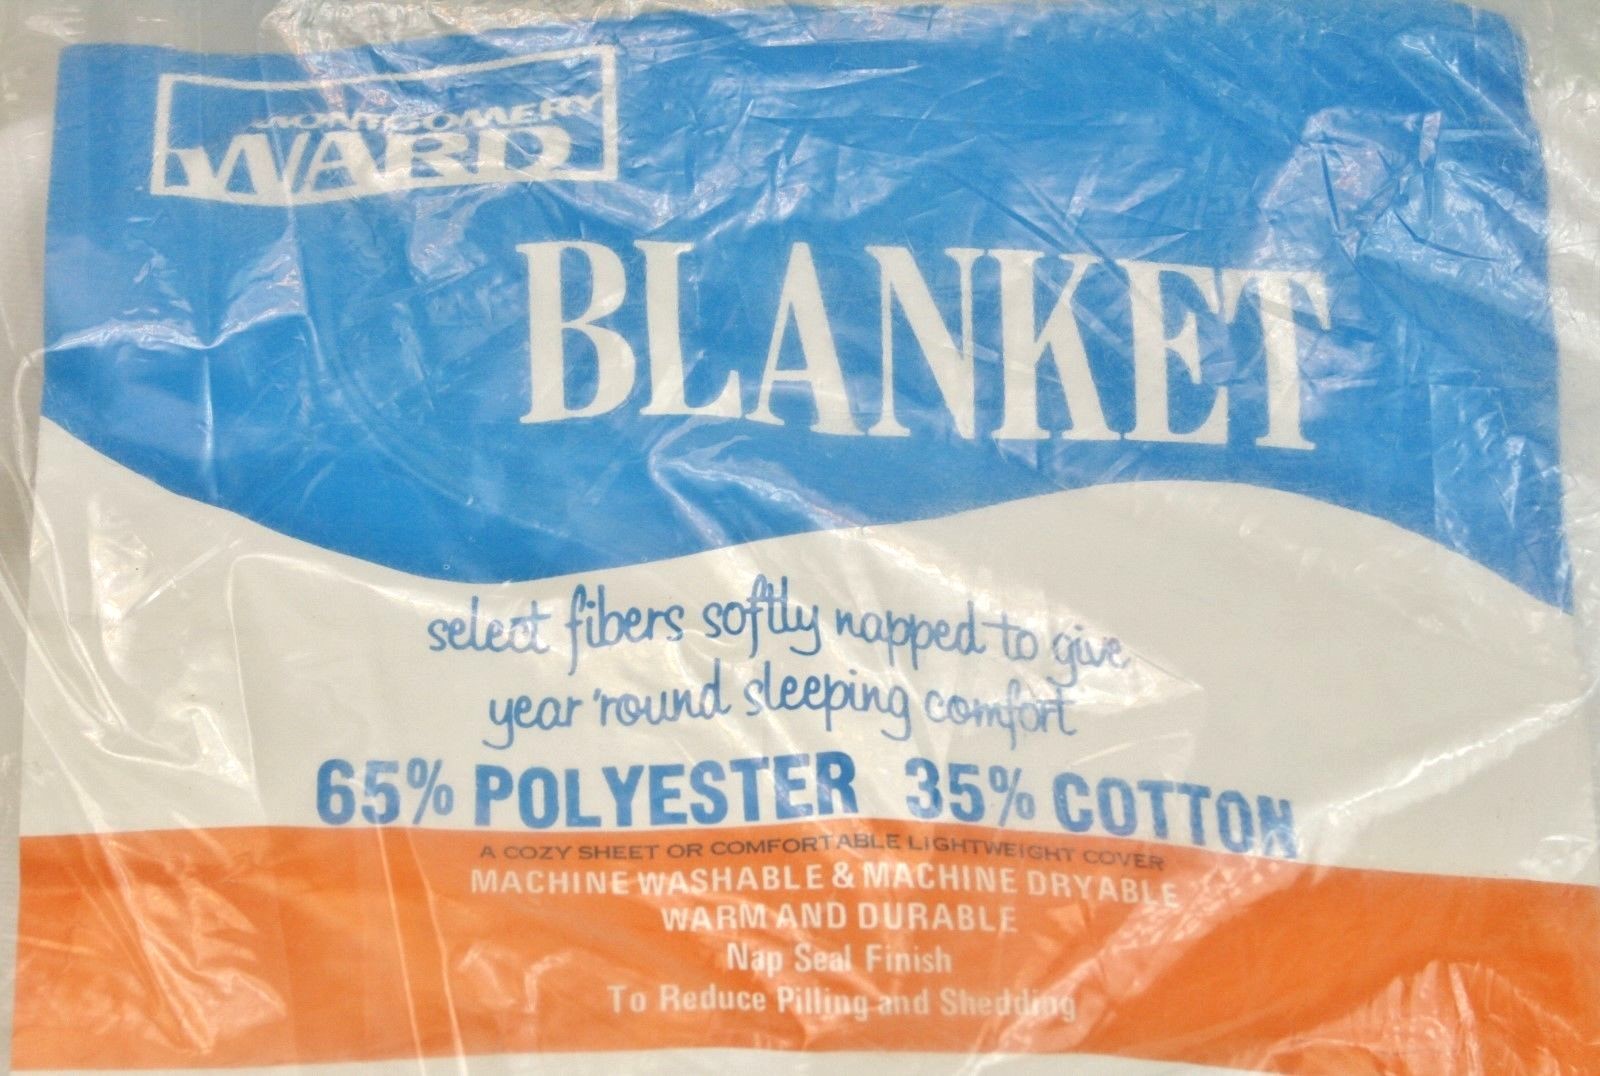 MONTGOMERY
WARD
BLANKET
select fibers softly napped to give
year 'round sleeping comfort
65% POLYESTER 35% COTTON
A COZY SHEET OR COMFORTABLE LIGHTWEIGHT COVER
MACHINE WASHABLE & MACHINE DRYABLE
WARM AND DURABLE
Nap Seal Finish
To Reduce Pilling and Shedding